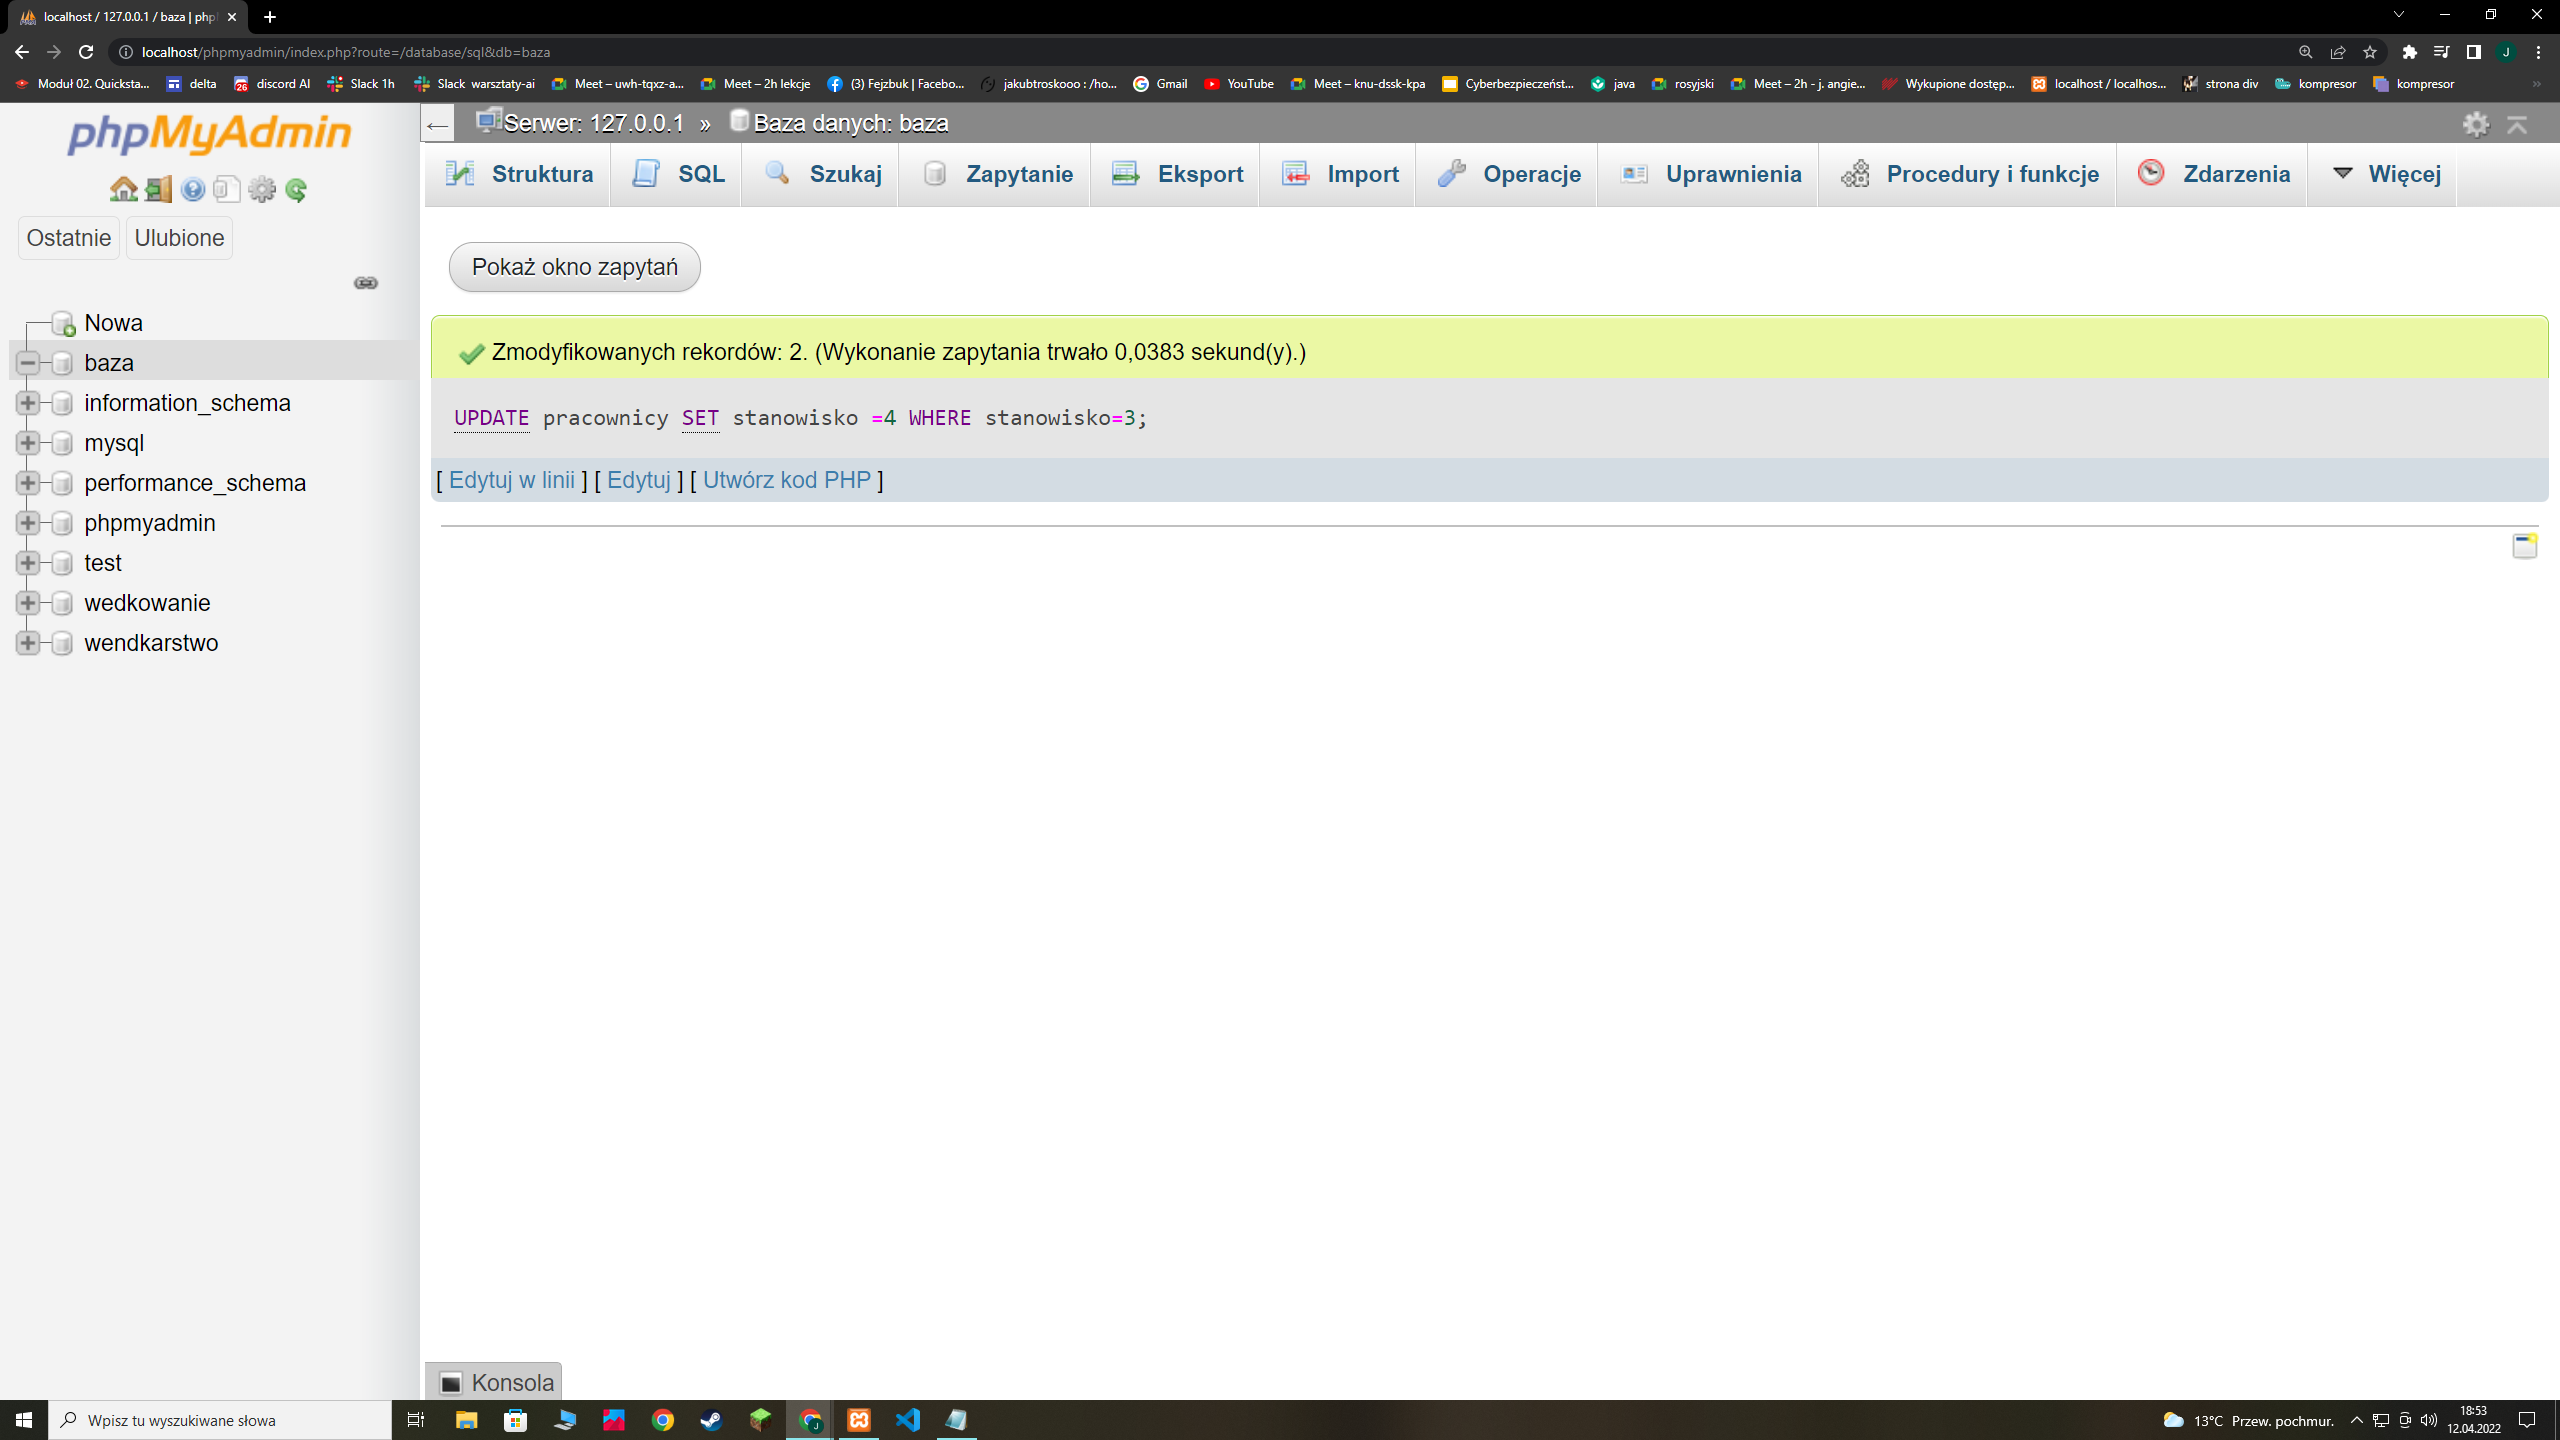 localhost / 127.0.0.1 / baza | php
localhost/phpmyadmin/index.php?route=/database/sql&db=baza
J
Moduł 02. Quicksta...
delta
26
discord AI
Slack 1h
Slack warsztaty-ai
Meet – uwh-tqxz-a...
Meet – 2h lekcje
(3) Fejzbuk | Facebo...
jakubtroskooo : /ho...
Gmail
YouTube
Meet – knu-dssk-kpa
Cyberbezpieczeńst...
java
rosyjski
Meet – 2h - j. angie...
Wykupione dostęp...
localhost / localhos...
strona div
kompresor
kompresor
»
phpMyAdmin
Ostatnie
Ulubione
Nowa
baza
information_schema
mysql
performance_schema
phpmyadmin
test
wedkowanie
wendkarstwo
Serwer: 127.0.0.1 » Baza danych: baza
Struktura
SQL
Szukaj
Zapytanie
Eksport
Import
Operacje
Uprawnienia
Procedury i funkcje
Zdarzenia
Więcej
Pokaż okno zapytań
Zmodyfikowanych rekordów: 2. (Wykonanie zapytania trwało 0,0383 sekund(y).)
UPDATE pracownicy SET stanowisko =4 WHERE stanowisko=3;
[ Edytuj w linii ] [ Edytuj ] [ Utwórz kod PHP ]
Konsola
Wpisz tu wyszukiwane słowa
13°C Przew. pochmur.
18:53
12.04.2022